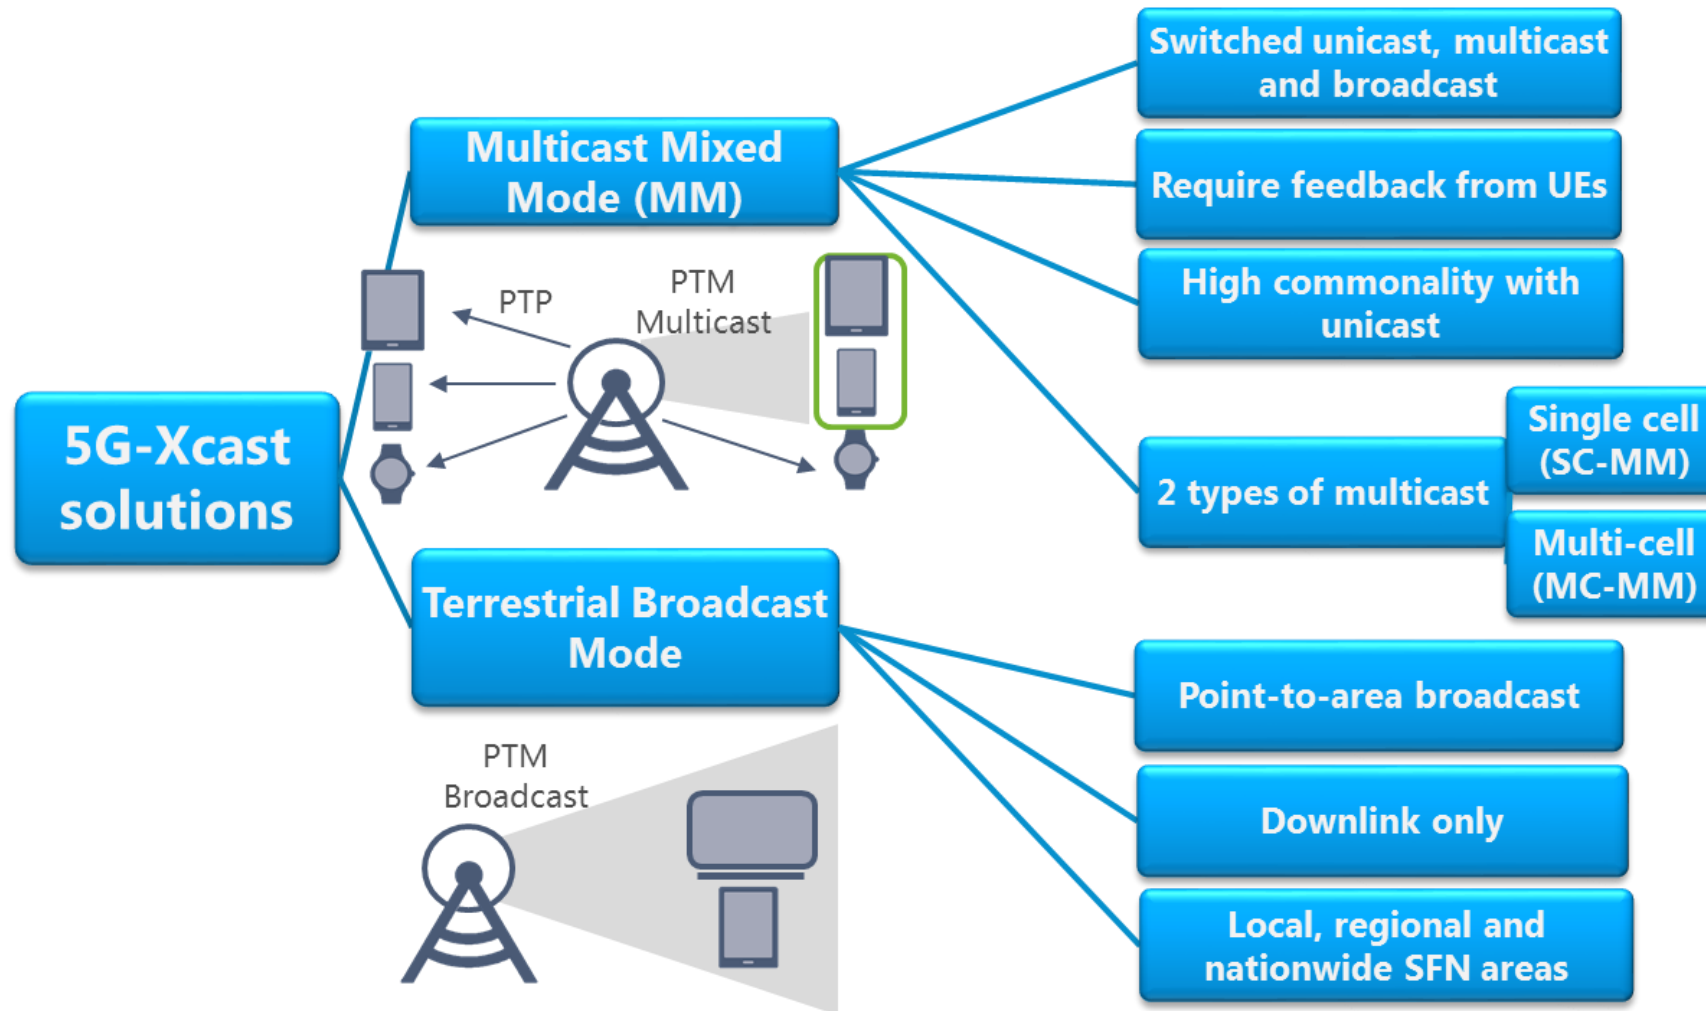 5G-Xcast
solutions
Multicast Mixed
Mode (MM)
PTP
PTM
Multicast
Switched unicast, multicast
and broadcast
Require feedback from UEs
High commonality with
unicast
2 types of multicast
Single cell
(SC-MM)
Multi-cell
(MC-MM)
Terrestrial Broadcast
Mode
PTM
Broadcast
Point-to-area broadcast
Downlink only
Local, regional and
nationwide SFN areas